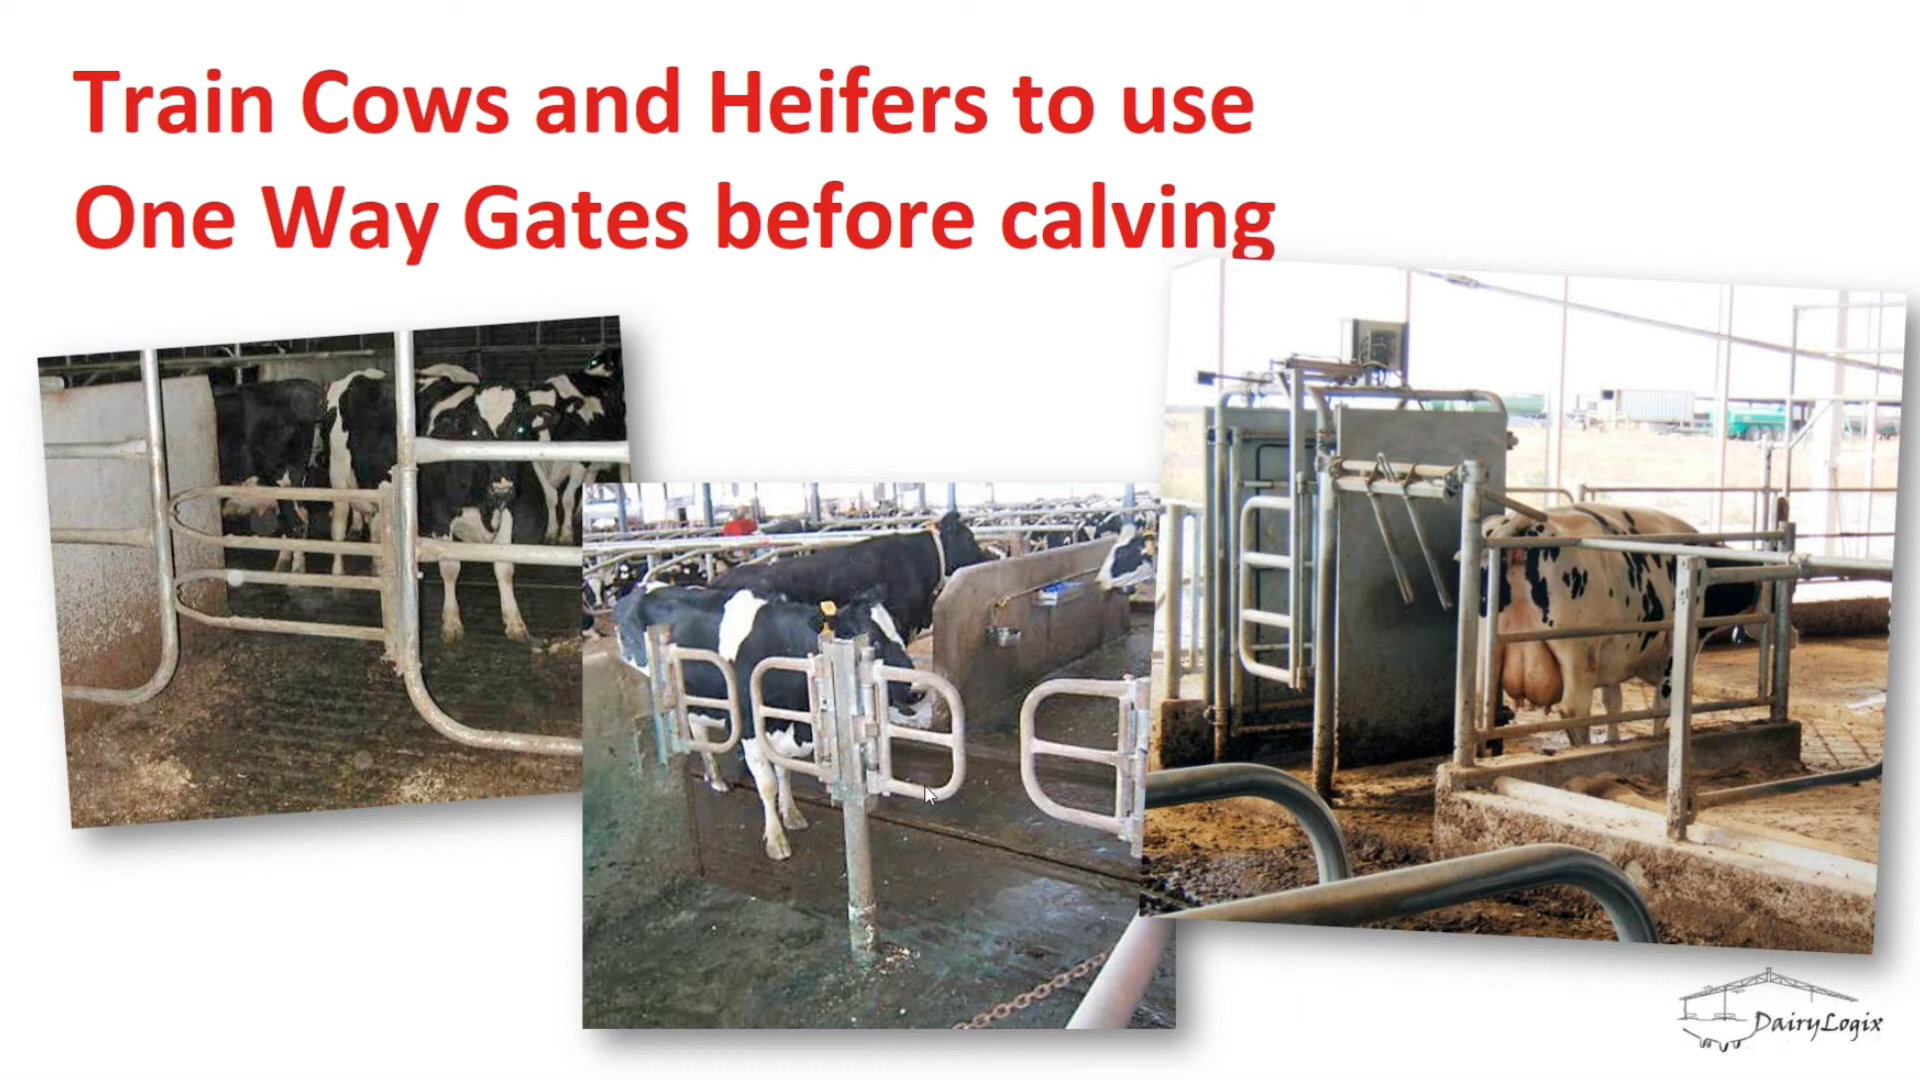 Train Cows and Heifers to use
One Way Gates before calving
DairyLogix